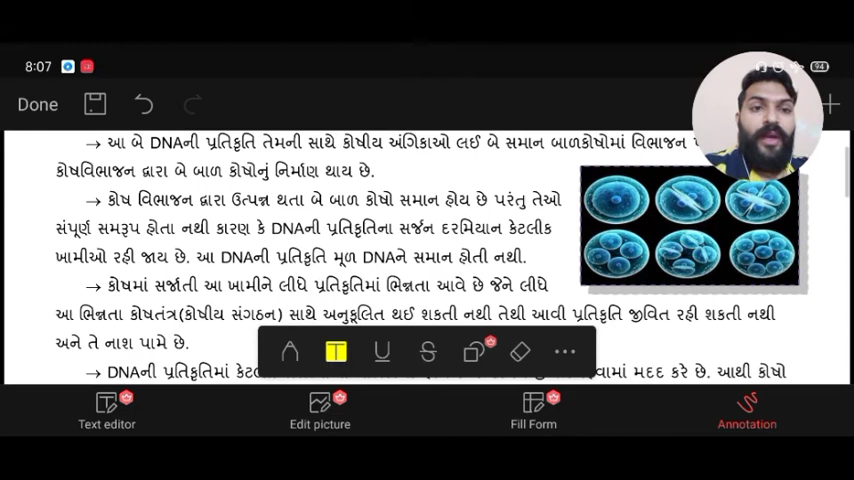 8:07
94
Done
→ આ બે DNAની પ્રતિકૃતિ તેમની સાથે કોષીય અંગિકાઓ લઈ બે સમાન બાળકોષોમાં વિભાજન
કોષવિભાજન દ્વારા બે બાળ કોષોનું નિર્માણ થાય છે.
→ કોષ વિભાજન દ્વારા ઉત્પન્ન થતા બે બાળ કોષો સમાન હોય છે પરંતુ તેઓ
સંપૂર્ણ સમરૂપ હોતા નથી કારણ કે DNAની પ્રતિકૃતિના સર્જન દરમિયાન કેટલીક
ખામીઓ રહી જાય છે. આ DNAની પ્રતિકૃતિ મૂળ DNAને સમાન હોતી નથી.
→ કોષમાં સર્જાતી આ ખામીને લીધે પ્રતિકૃતિમાં ભિન્નતા આવે છે જેને લીધે
આ ભિન્નતા કોષતંત્ર(કોષીય સંગઠન) સાથે અનુકૂલિત થઈ શકતી નથી તેથી આવી પ્રતિકૃતિ જીવિત રહી શકતી નથી
અને તે નાશ પામે છે.
→ DNAની પ્રતિકૃતિમાં મદદ કરે છે. આથી કોષો
Text editor
Edit picture
Fill Form
Annotation